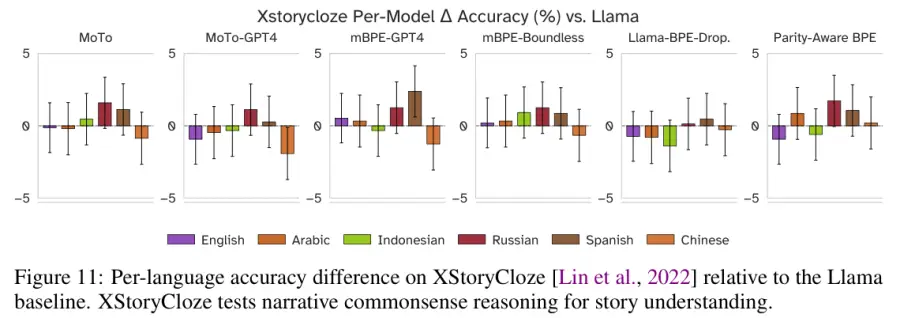 Xstorycloze Per-Model Δ Accuracy (%) vs. Llama
MoTo MoTo-GPT4 mBPE-GPT4 mBPE-Boundless Llama-BPE-Drop. Parity-Aware BPE
5 5 5 5 5 5
0 0 0 0 0 0
−5 −5 −5 −5 −5 −5
English Arabic Indonesian Russian Spanish Chinese
Figure 11: Per-language accuracy difference on XStoryCloze [Lin et al., 2022] relative to the Llama
baseline. XStoryCloze tests narrative commonsense reasoning for story understanding.